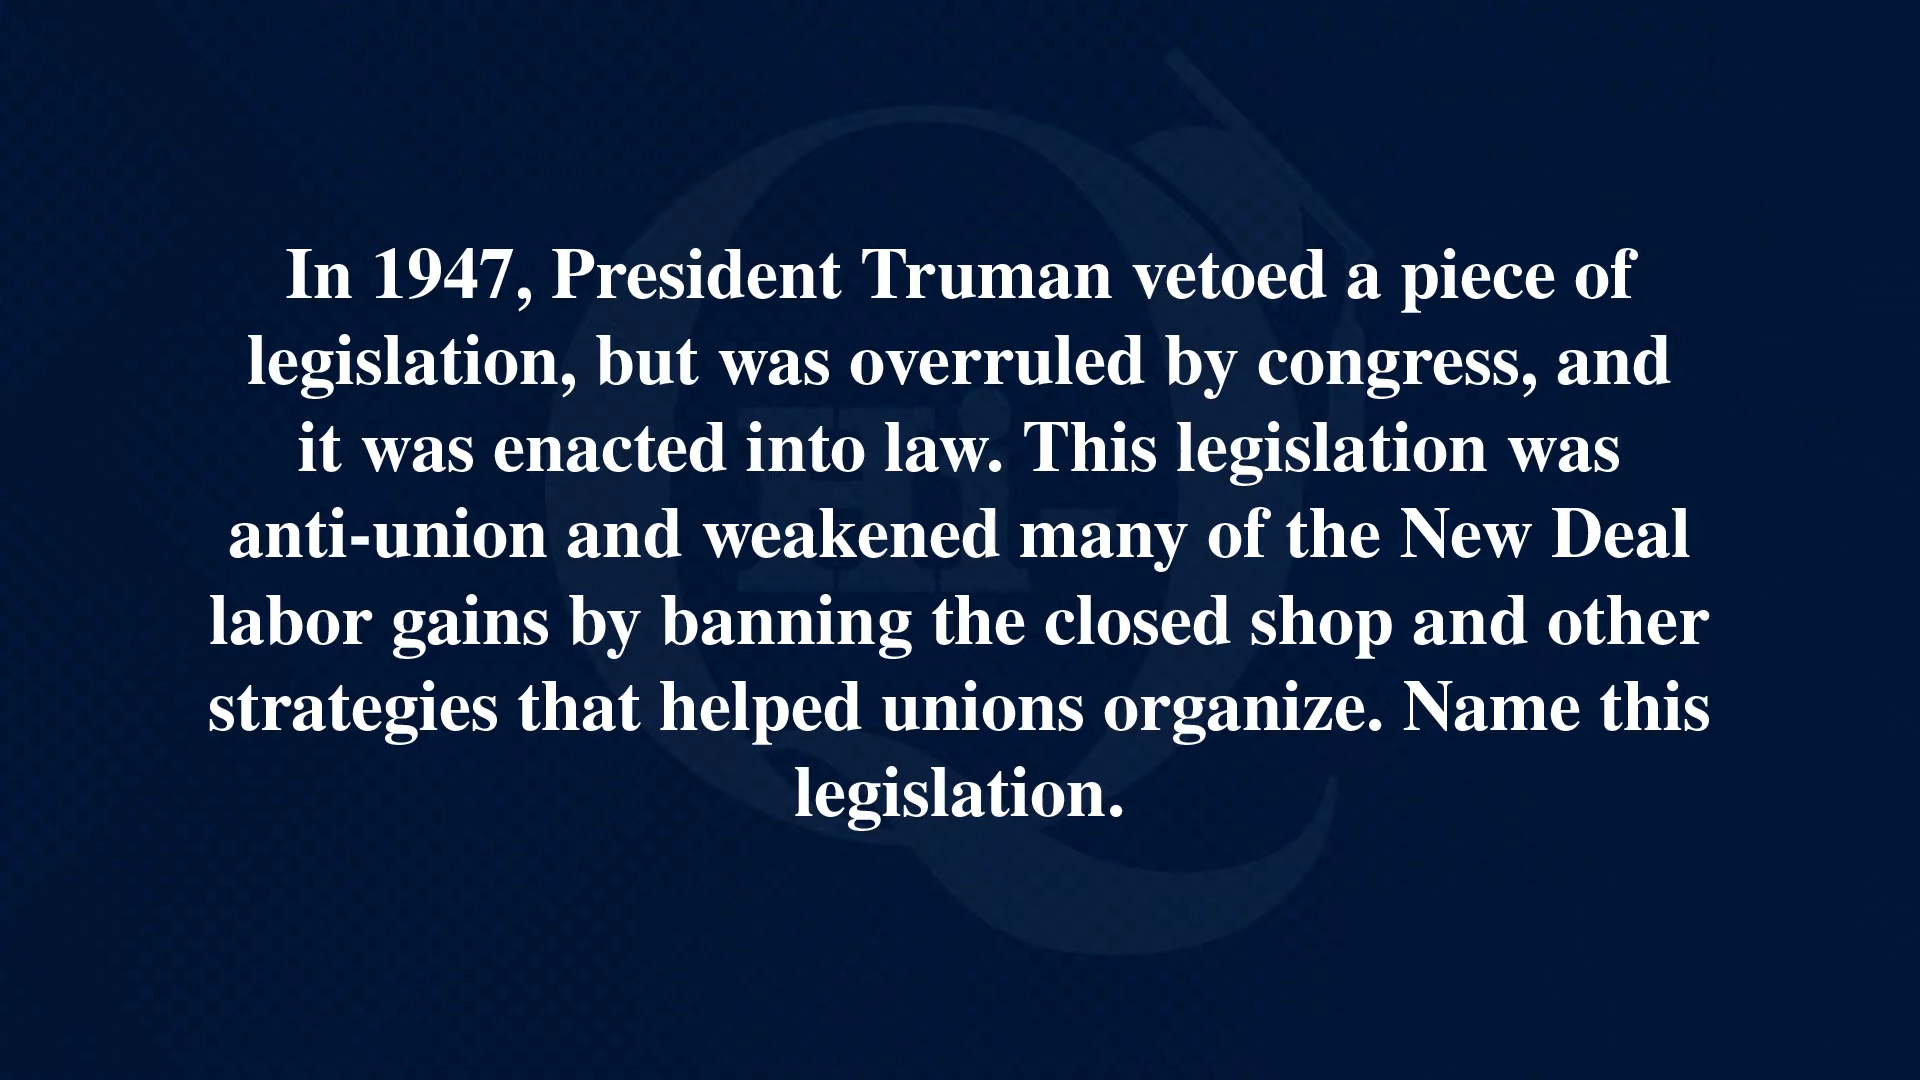 In 1947, President Truman vetoed a piece of
legislation, but was overruled by congress, and
it was enacted into law. This legislation was
anti-union and weakened many of the New Deal
labor gains by banning the closed shop and other
strategies that helped unions organize. Name this
legislation.
Hi-Q